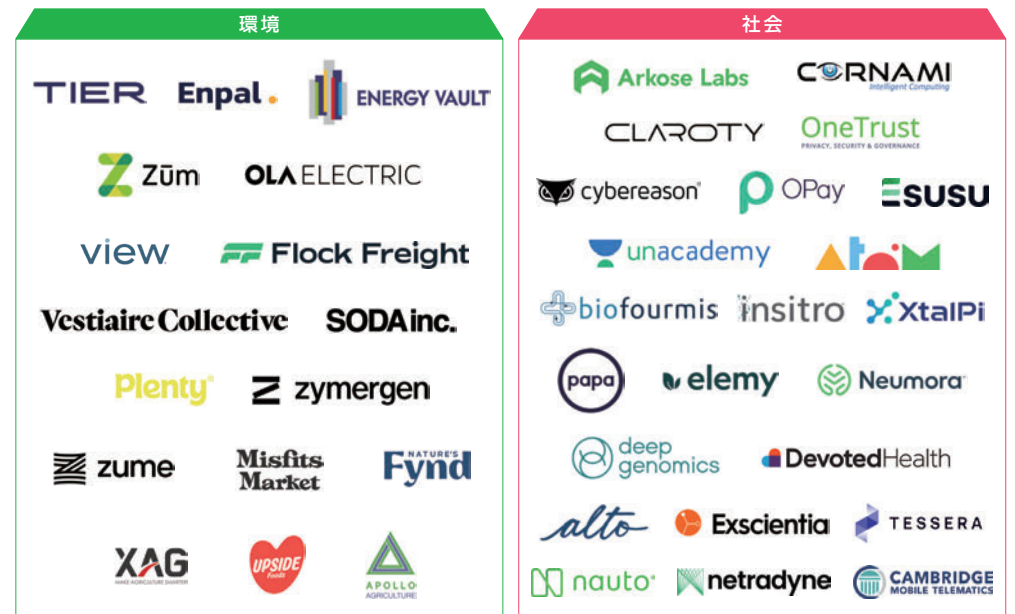 環境
TIER
Enpal.
ENERGY VAULT
Zūm
OLA ELECTRIC
view
Flock Freight
Vestiaire Collective
SODA inc.
Plenty
zymergen
zume
Misfits
Market
NATURE'S
Fynd
XAG
MAKE AGRICULTURE SMARTER
UPSIDE
Foods
APOLLO
AGRICULTURE
社会
Arkose Labs
CORNAMI
Intelligent Computing
CLAROTY
OneTrust
PRIVACY, SECURITY & GOVERNANCE
cybereason
OPay
Esusu
unacademy
Atom
biofourmis
insitro
XtalPi
papa
elemy
Neumora
deep
genomics
DevotedHealth
alto
Exscientia
TESSERA
nauto
netradyne
CAMBRIDGE
MOBILE TELEMATICS